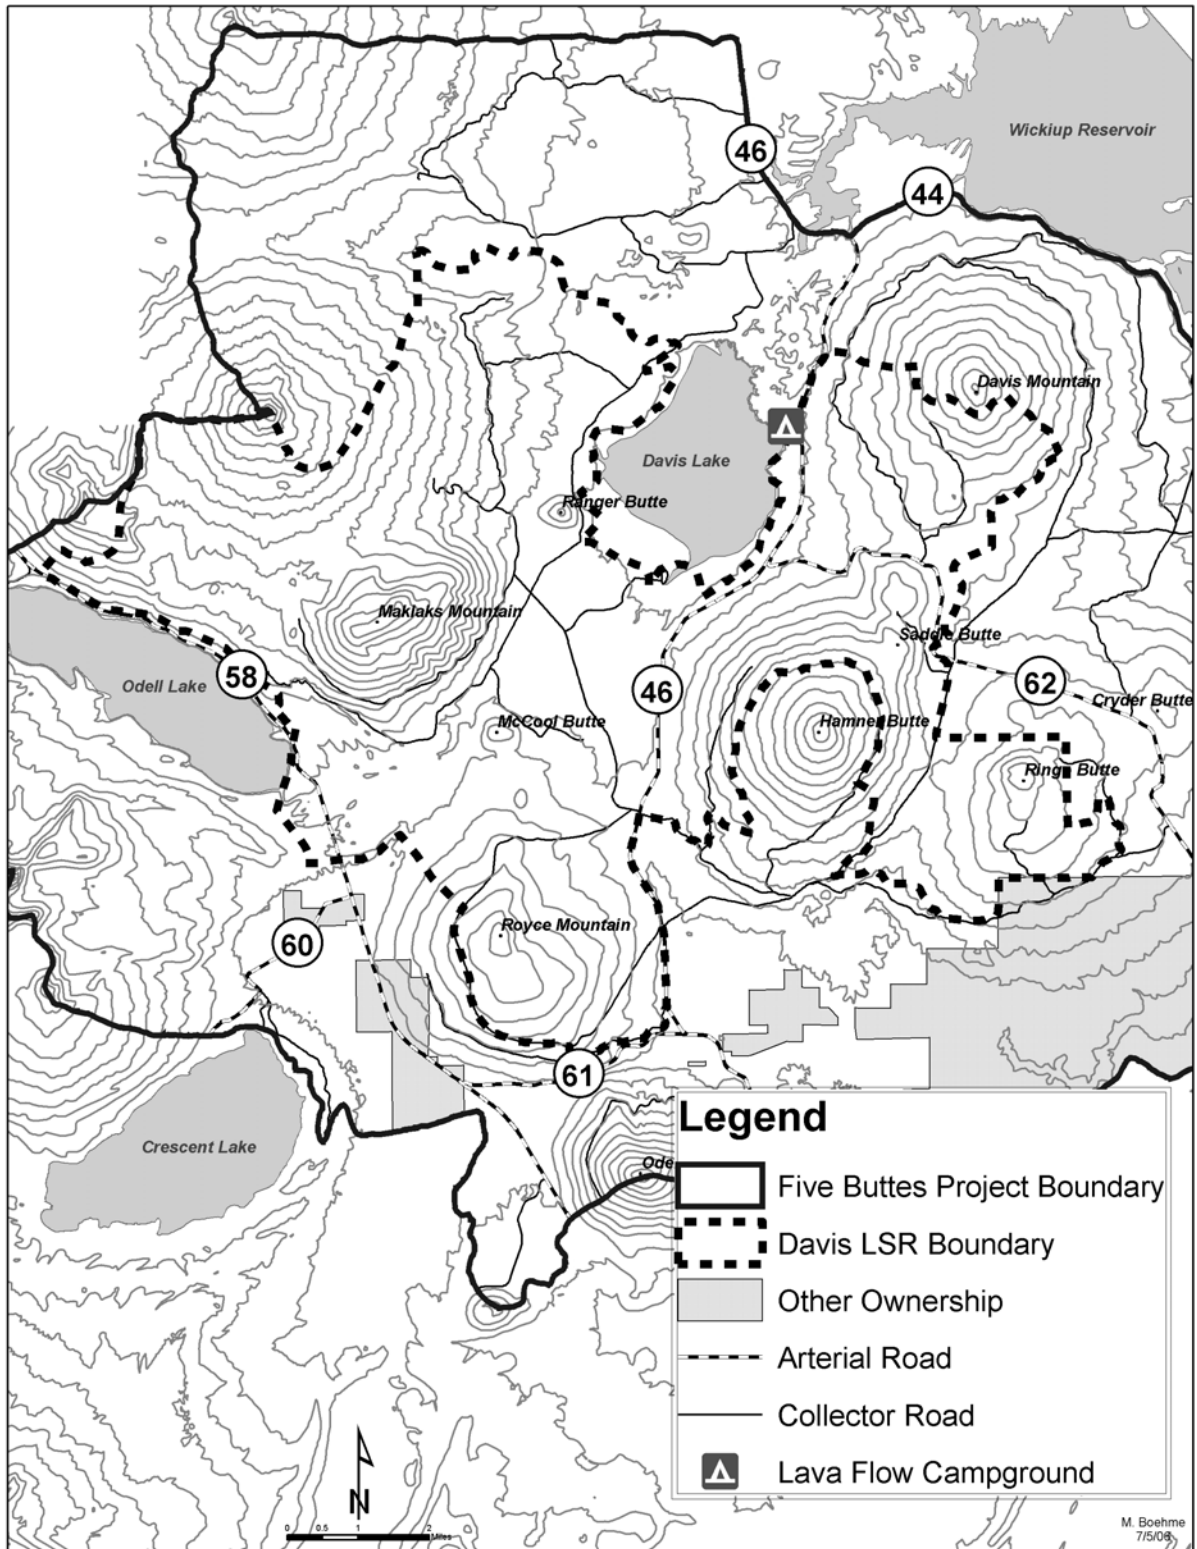 Wickiup Reservoir
46
44
Davis Mountain
Davis Lake
Ranger Butte
Maklaks Mountain
Saddle Butte
58
Odell Lake
46
62
Cryder Butte
McCool Butte
Hamner Butte
Ringo Butte
Royce Mountain
60
61
Crescent Lake
Ode
Legend
Five Buttes Project Boundary
Davis LSR Boundary
Other Ownership
Arterial Road
Collector Road
Lava Flow Campground
N
0 0.5 1 2
Miles
M. Boehme